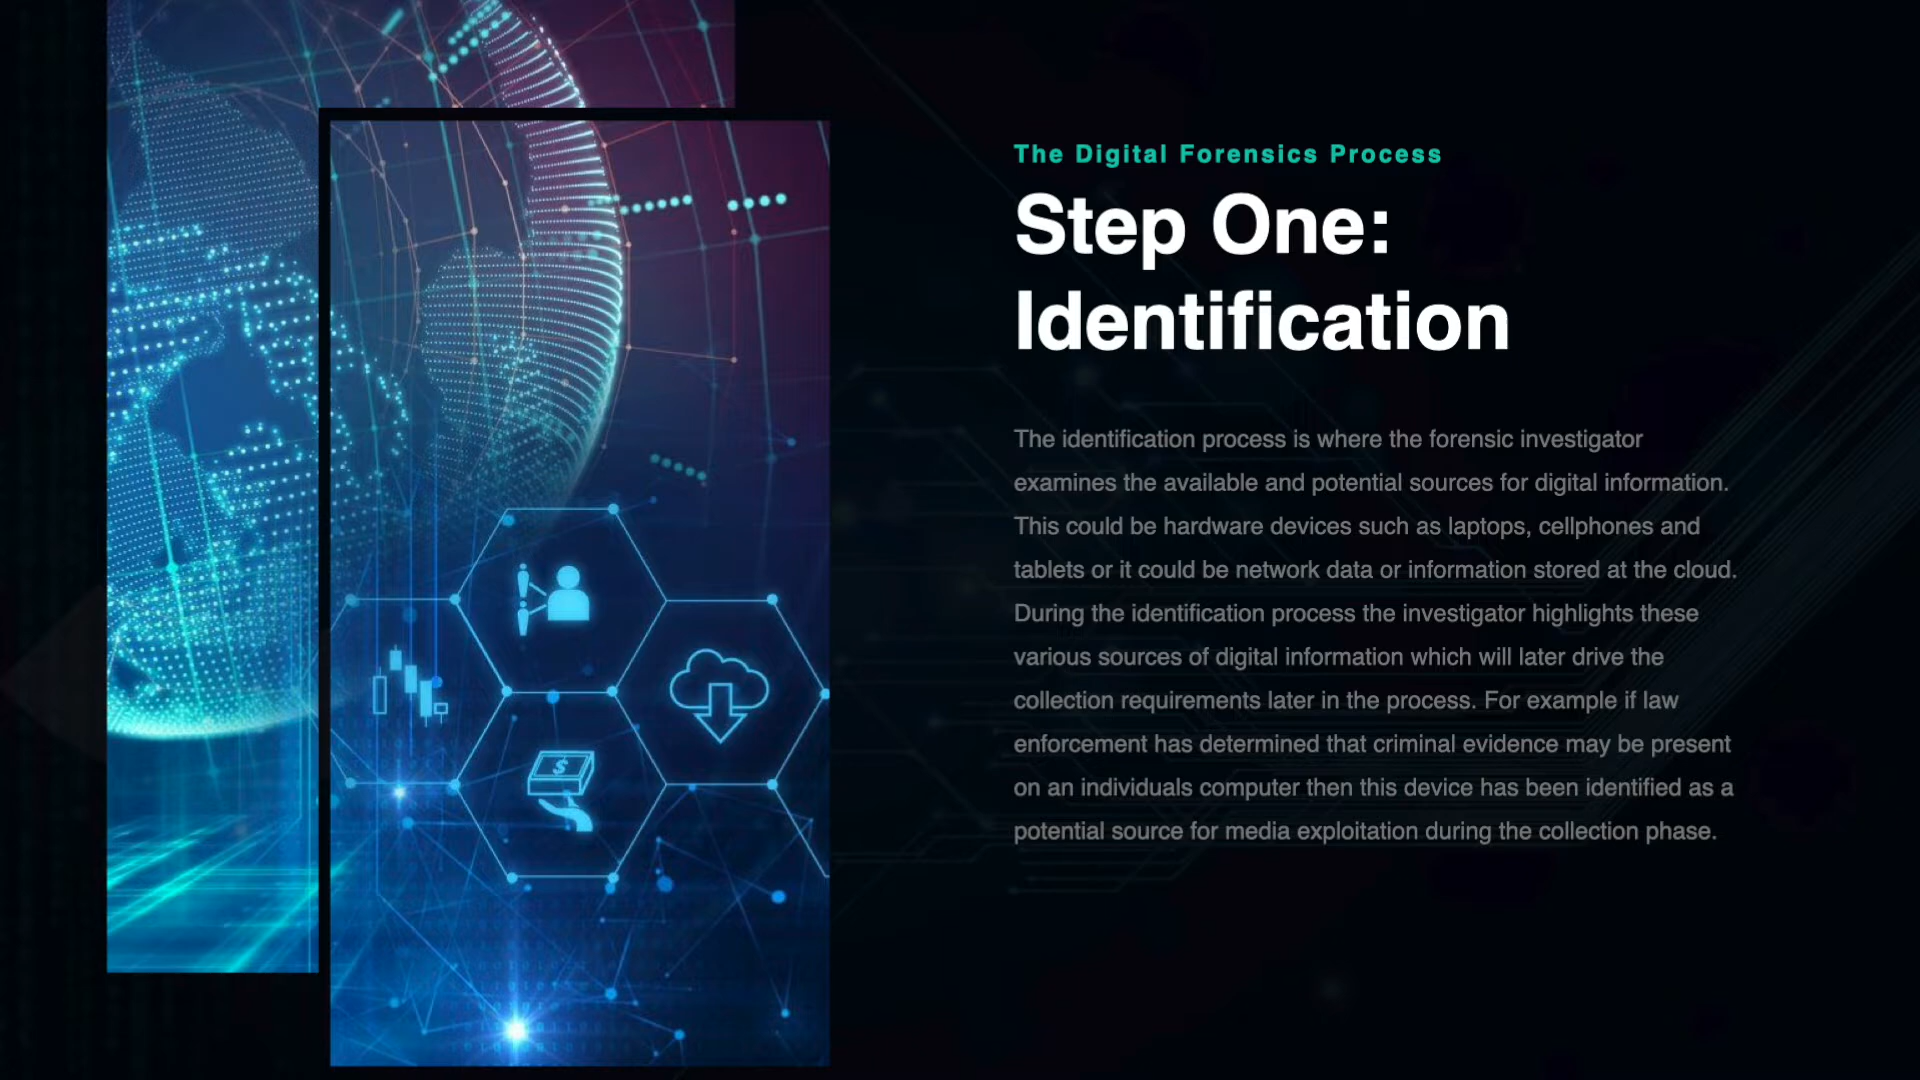 The Digital Forensics Process
Step One:
Identification
The identification process is where the forensic investigator
examines the available and potential sources for digital information.
This could be hardware devices such as laptops, cellphones and
tablets or it could be network data or information stored at the cloud.
During the identification process the investigator highlights these
various sources of digital information which will later drive the
collection requirements later in the process. For example if law
enforcement has determined that criminal evidence may be present
on an individuals computer then this device has been identified as a
potential source for media exploitation during the collection phase.
$